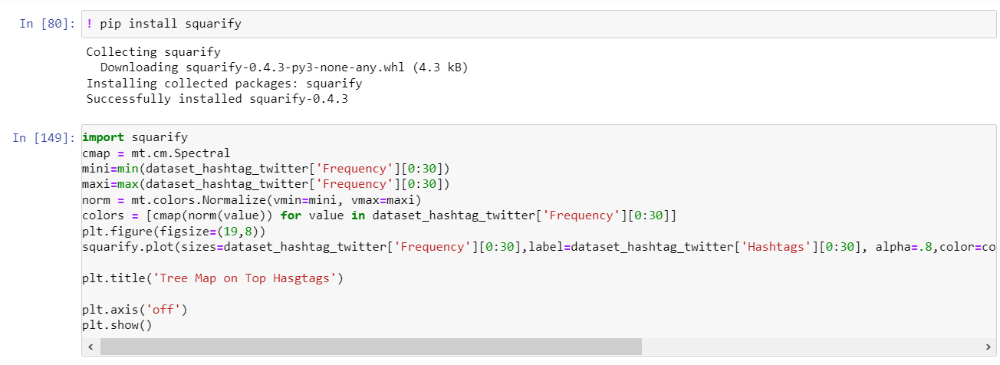 In [80]: ! pip install squarify
Collecting squarify
  Downloading squarify-0.4.3-py3-none-any.whl (4.3 kB)
Installing collected packages: squarify
Successfully installed squarify-0.4.3
In [149]: import squarify
cmap = mt.cm.Spectral
mini=min(dataset_hashtag_twitter['Frequency'][0:30])
maxi=max(dataset_hashtag_twitter['Frequency'][0:30])
norm = mt.colors.Normalize(vmin=mini, vmax=maxi)
colors = [cmap(norm(value)) for value in dataset_hashtag_twitter['Frequency'][0:30]]
plt.figure(figsize=(19,8))
squarify.plot(sizes=dataset_hashtag_twitter['Frequency'][0:30],label=dataset_hashtag_twitter['Hashtags'][0:30], alpha=.8,color=co
plt.title('Tree Map on Top Hasgtags')
plt.axis('off')
plt.show()